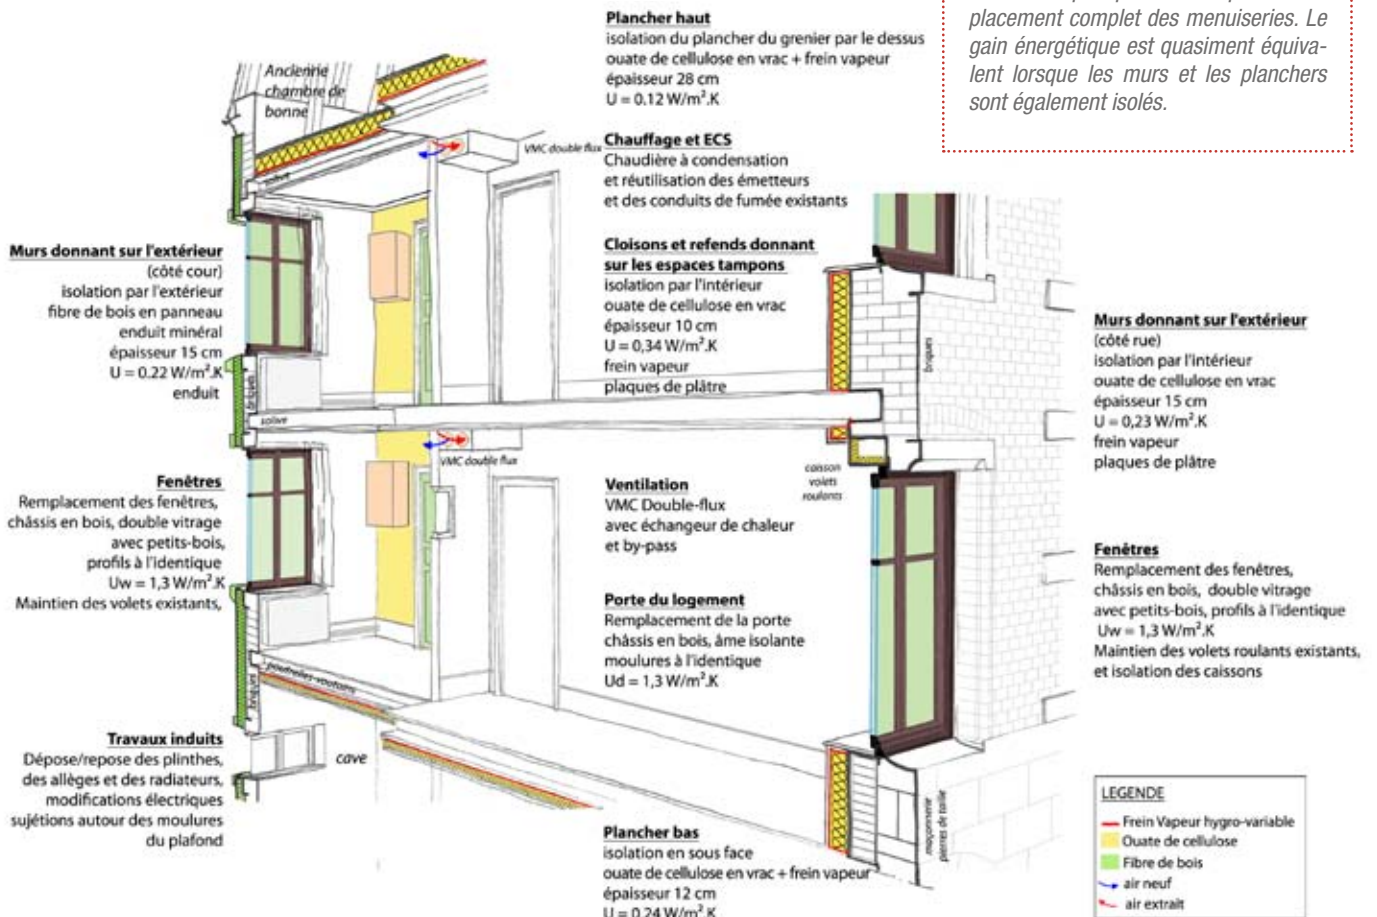 placement complet des menuiseries. Le
gain énergétique est quasiment équiva-
lent lorsque les murs et les planchers
sont également isolés.
Plancher haut
isolation du plancher du grenier par le dessus
ouate de cellulose en vrac + frein vapeur
épaisseur 28 cm
U = 0.12 W/m².K
Ancienne
chambre de
bonne
VMC double flux
Chauffage et ECS
Chaudière à condensation
et réutilisation des émetteurs
et des conduits de fumée existants
solive
Murs donnant sur l'extérieur
(côté cour)
isolation par l'extérieur
fibre de bois en panneau
enduit minéral
épaisseur 15 cm
U = 0.22 W/m².K
enduit
Cloisons et refends donnant
sur les espaces tampons
isolation par l'intérieur
ouate de cellulose en vrac
épaisseur 10 cm
U = 0,34 W/m².K
frein vapeur
plaques de plâtre
briques
Murs donnant sur l'extérieur
(côté rue)
isolation par l'intérieur
ouate de cellulose en vrac
épaisseur 15 cm
U = 0,23 W/m².K
frein vapeur
plaques de plâtre
briques
solive
VMC double flux
caisson
volets
roulants
Fenêtres
Remplacement des fenêtres,
châssis en bois, double vitrage
avec petits-bois,
profils à l'identique
Uw = 1,3 W/m².K
Maintien des volets existants,
Ventilation
VMC Double-flux
avec échangeur de chaleur
et by-pass
Fenêtres
Remplacement des fenêtres,
châssis en bois, double vitrage
avec petits-bois, profils à l'identique
Uw = 1,3 W/m².K
Maintien des volets roulants existants,
et isolation des caissons
Porte du logement
Remplacement de la porte
châssis en bois, âme isolante
moulures à l'identique
Ud = 1,3 W/m².K
briques
Travaux induits
Dépose/repose des plinthes,
des allèges et des radiateurs,
modifications électriques
sujétions autour des moulures
du plafond
cave
maçonnerie
pierres de taille
Plancher bas
isolation en sous face
ouate de cellulose en vrac + frein vapeur
épaisseur 12 cm
U = 0.24 W/m².K
LEGENDE
Frein Vapeur hygro-variable
Ouate de cellulose
Fibre de bois
air neuf
air extrait